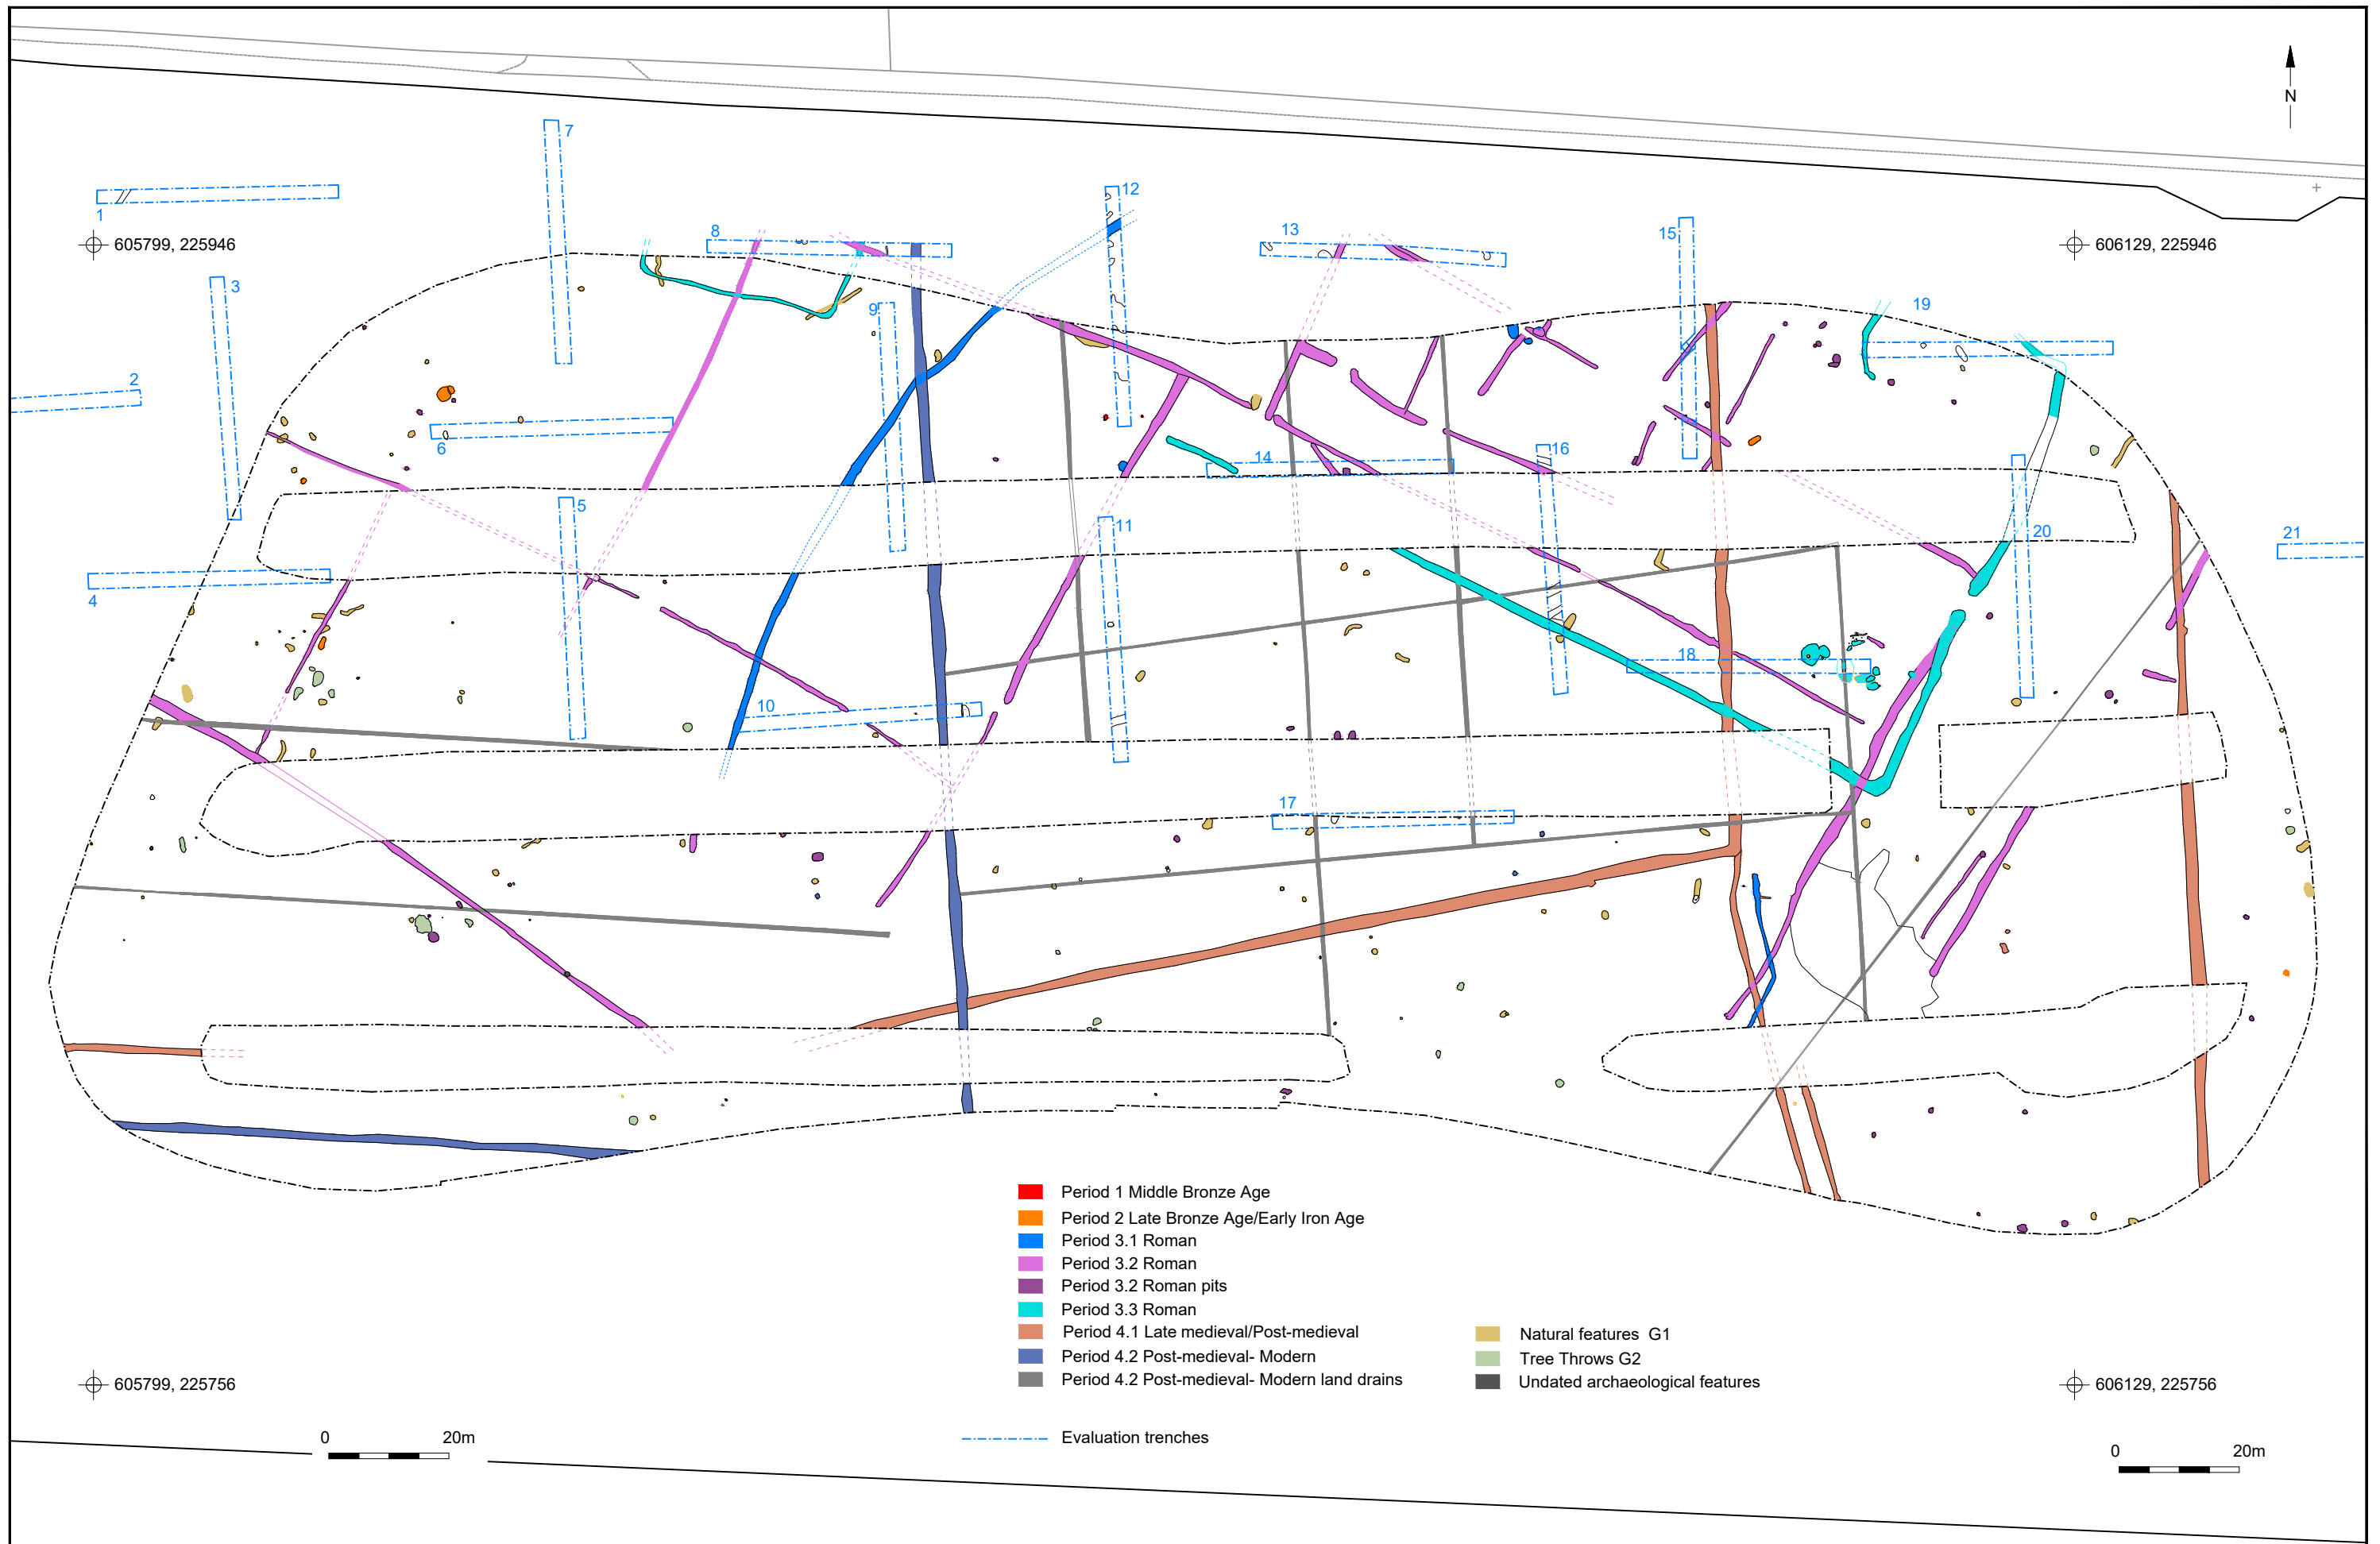 7
N
12
1
8
13
15
605799, 225946
606129, 225946
3
9
19
2
6
14
16
5
11
20
21
4
18
10
17
Period 1 Middle Bronze Age
Period 2 Late Bronze Age/Early Iron Age
Period 3.1 Roman
Period 3.2 Roman
Period 3.2 Roman pits
Period 3.3 Roman
Period 4.1 Late medieval/Post-medieval
Period 4.2 Post-medieval- Modern
Period 4.2 Post-medieval- Modern land drains
Natural features G1
Tree Throws G2
Undated archaeological features
605799, 225756
606129, 225756
Evaluation trenches
0 20m
0 20m